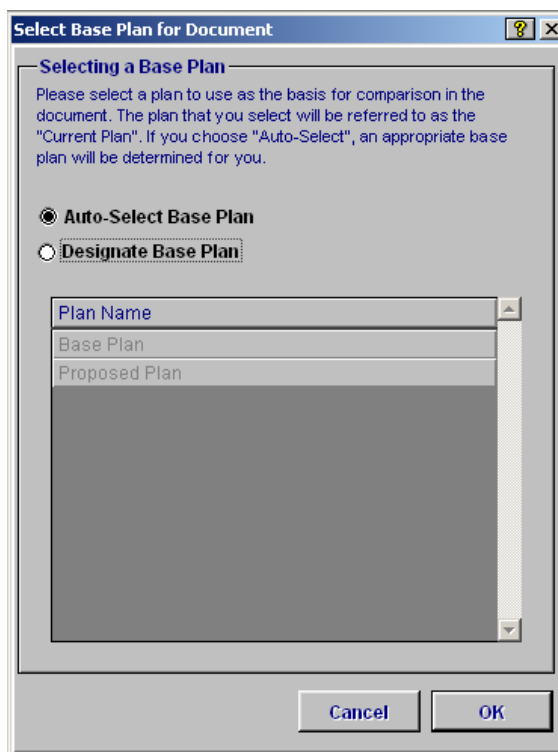 Select Base Plan for Document
Selecting a Base Plan
Please select a plan to use as the basis for comparison in the
document. The plan that you select will be referred to as the
"Current Plan". If you choose "Auto-Select", an appropriate base
plan will be determined for you.
Auto-Select Base Plan
Designate Base Plan
Plan Name
Base Plan
Proposed Plan
Cancel OK